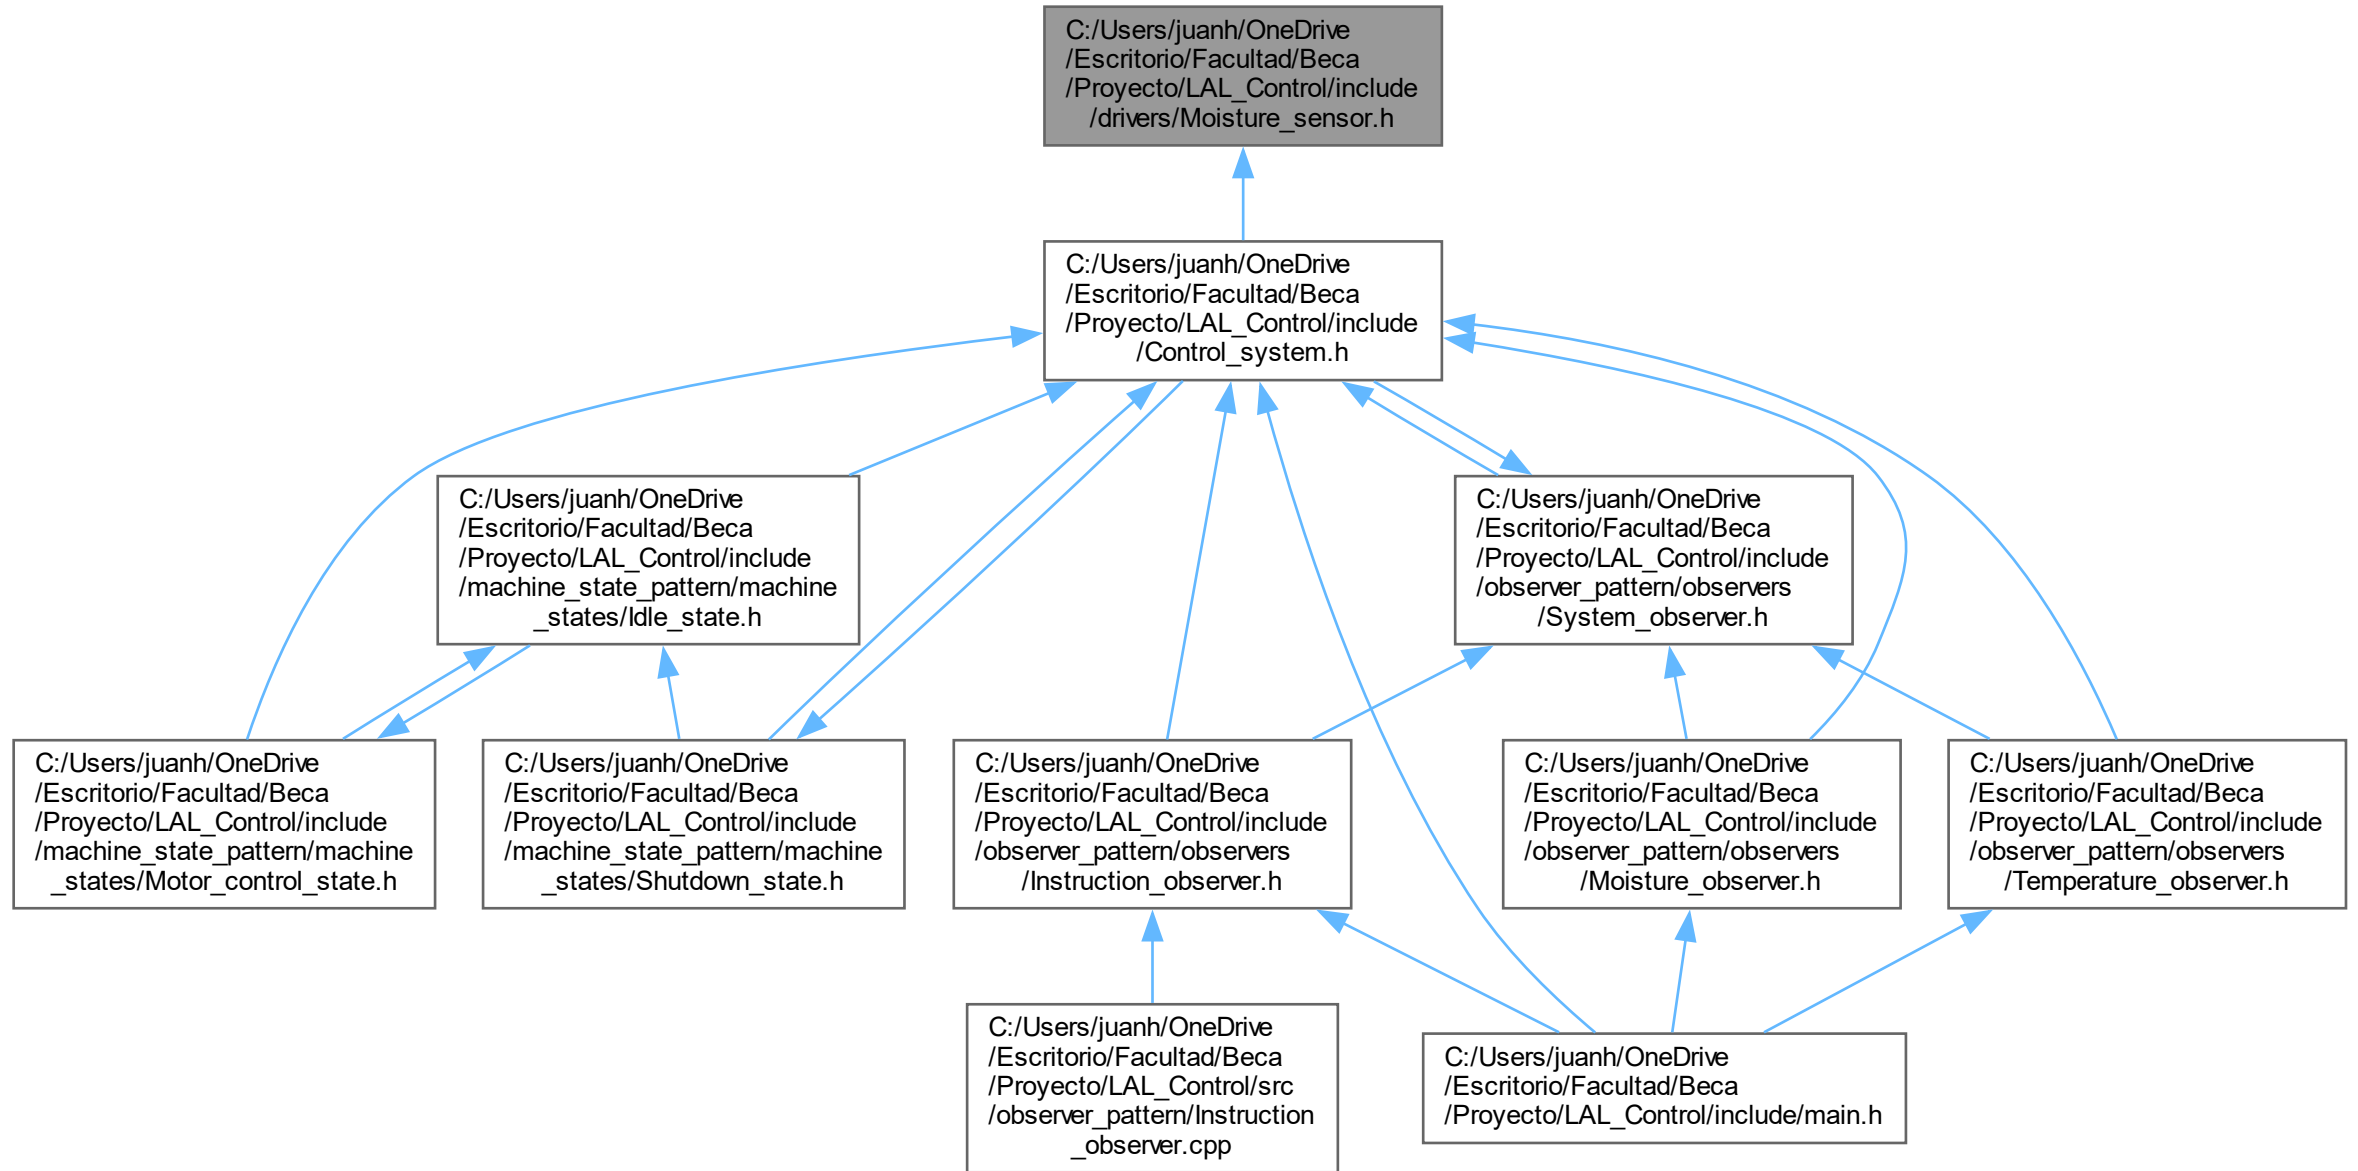 C:/Users/juanh/OneDrive
/Escritorio/Facultad/Beca
/Proyecto/LAL_Control/include
/drivers/Moisture_sensor.h
C:/Users/juanh/OneDrive
/Escritorio/Facultad/Beca
/Proyecto/LAL_Control/include
/Control_system.h
C:/Users/juanh/OneDrive
/Escritorio/Facultad/Beca
/Proyecto/LAL_Control/include
/machine_state_pattern/machine
_states/Idle_state.h
C:/Users/juanh/OneDrive
/Escritorio/Facultad/Beca
/Proyecto/LAL_Control/include
/observer_pattern/observers
/System_observer.h
C:/Users/juanh/OneDrive
/Escritorio/Facultad/Beca
/Proyecto/LAL_Control/include
/machine_state_pattern/machine
_states/Motor_control_state.h
C:/Users/juanh/OneDrive
/Escritorio/Facultad/Beca
/Proyecto/LAL_Control/include
/machine_state_pattern/machine
_states/Shutdown_state.h
C:/Users/juanh/OneDrive
/Escritorio/Facultad/Beca
/Proyecto/LAL_Control/include
/observer_pattern/observers
/Instruction_observer.h
C:/Users/juanh/OneDrive
/Escritorio/Facultad/Beca
/Proyecto/LAL_Control/include
/observer_pattern/observers
/Moisture_observer.h
C:/Users/juanh/OneDrive
/Escritorio/Facultad/Beca
/Proyecto/LAL_Control/include
/observer_pattern/observers
/Temperature_observer.h
C:/Users/juanh/OneDrive
/Escritorio/Facultad/Beca
/Proyecto/LAL_Control/src
/observer_pattern/Instruction
_observer.cpp
C:/Users/juanh/OneDrive
/Escritorio/Facultad/Beca
/Proyecto/LAL_Control/include/main.h